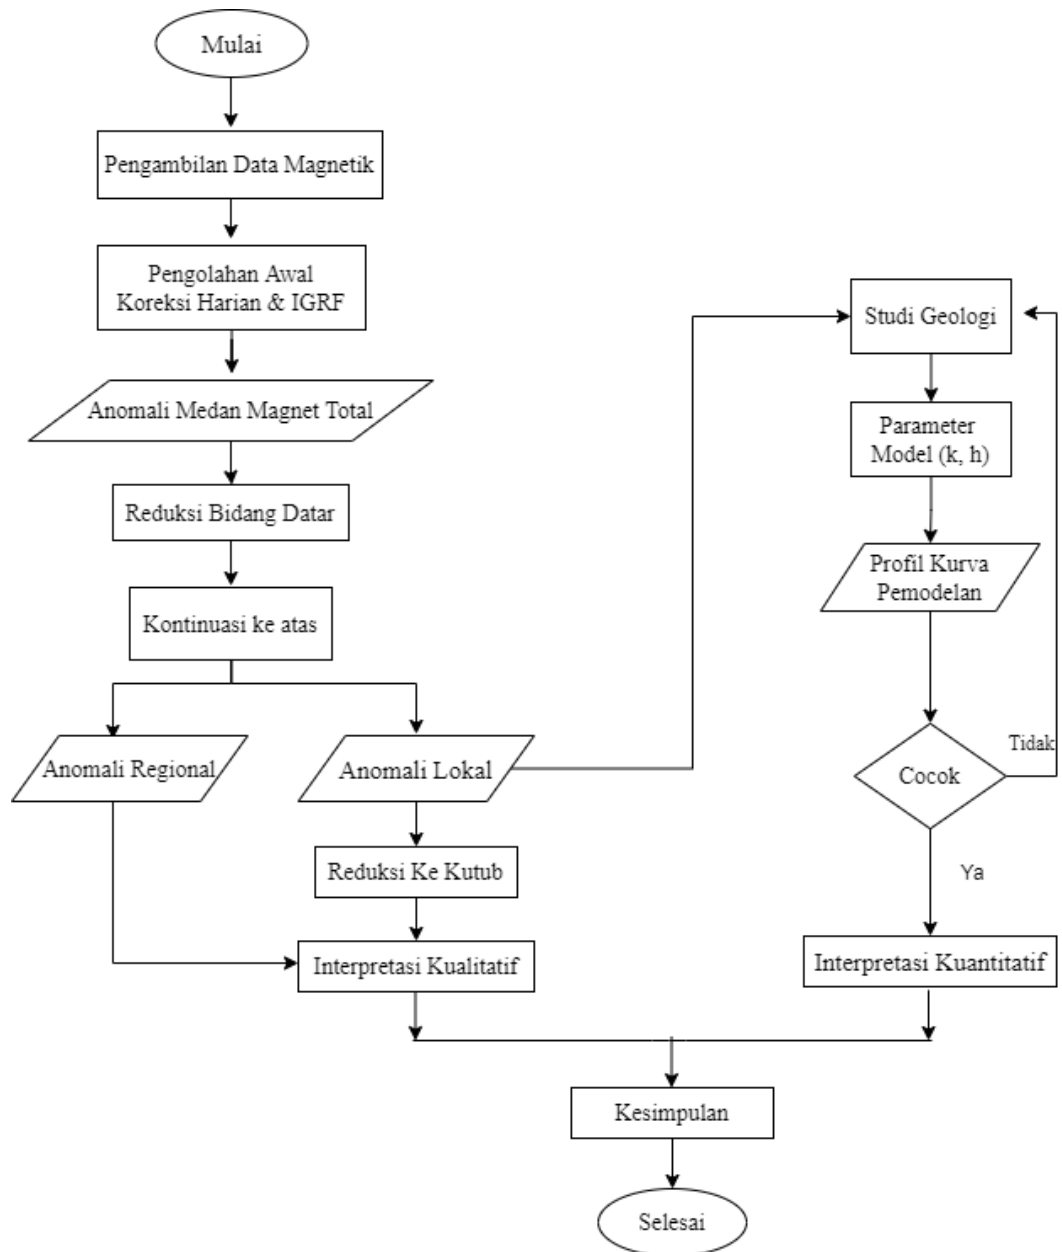 Mulai
Pengambilan Data Magnetik
Pengolahan Awal
Koreksi Harian & IGRF
Anomali Medan Magnet Total
Reduksi Bidang Datar
Kontinuasi ke atas
Anomali Regional
Anomali Lokal
Reduksi Ke Kutub
Interpretasi Kualitatif
Studi Geologi
Parameter
Model (k, h)
Profil Kurva
Pemodelan
Cocok
Tidak
Ya
Interpretasi Kuantitatif
Kesimpulan
Selesai